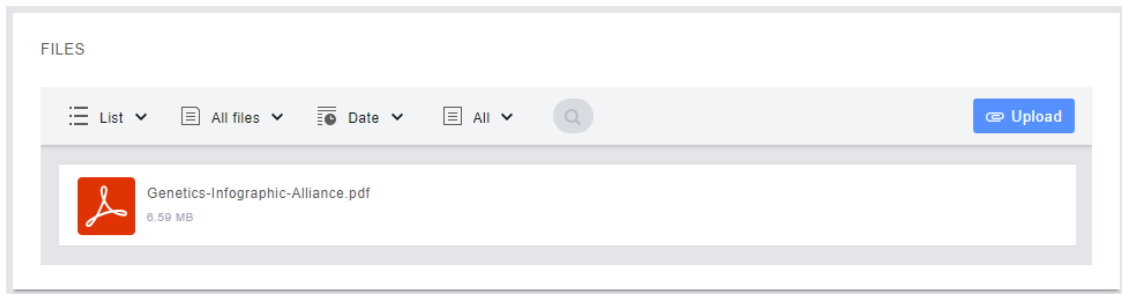 FILES
List All files Date All Upload
Genetics-Infographic-Alliance.pdf
6.59 MB